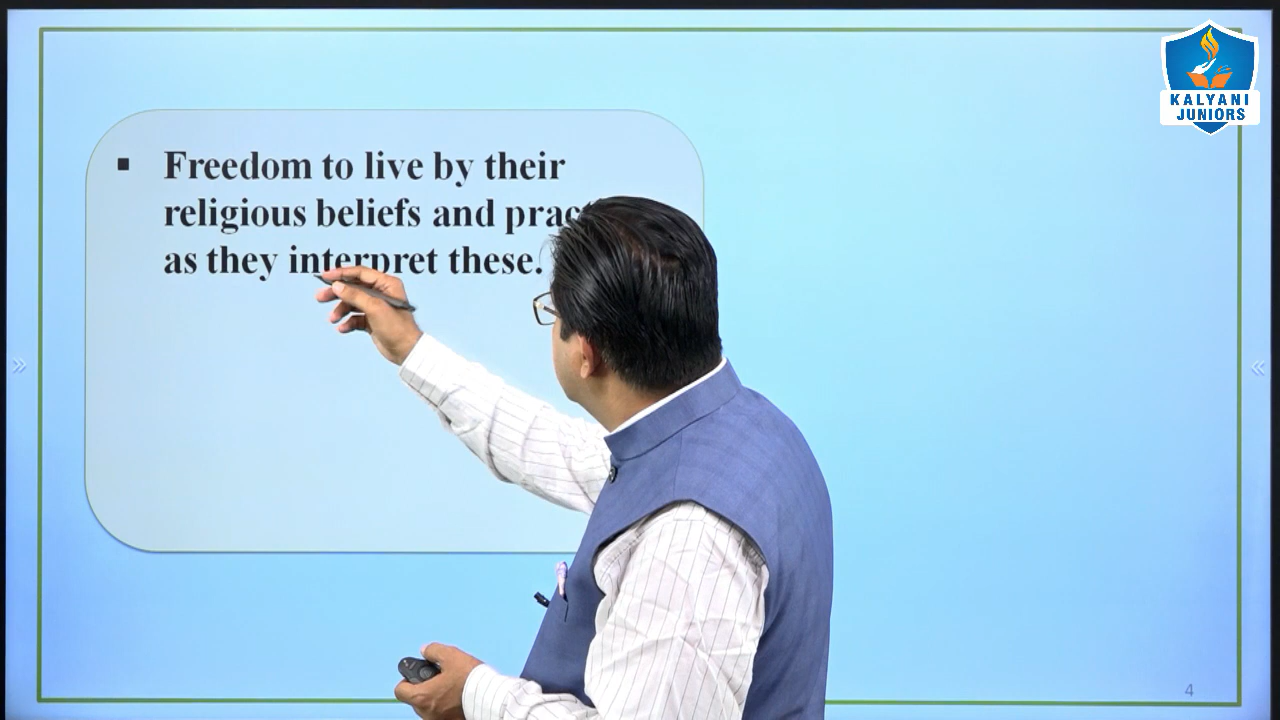 KALYANI
JUNIORS
▪ Freedom to live by their
religious beliefs and
as they interpret these.
4